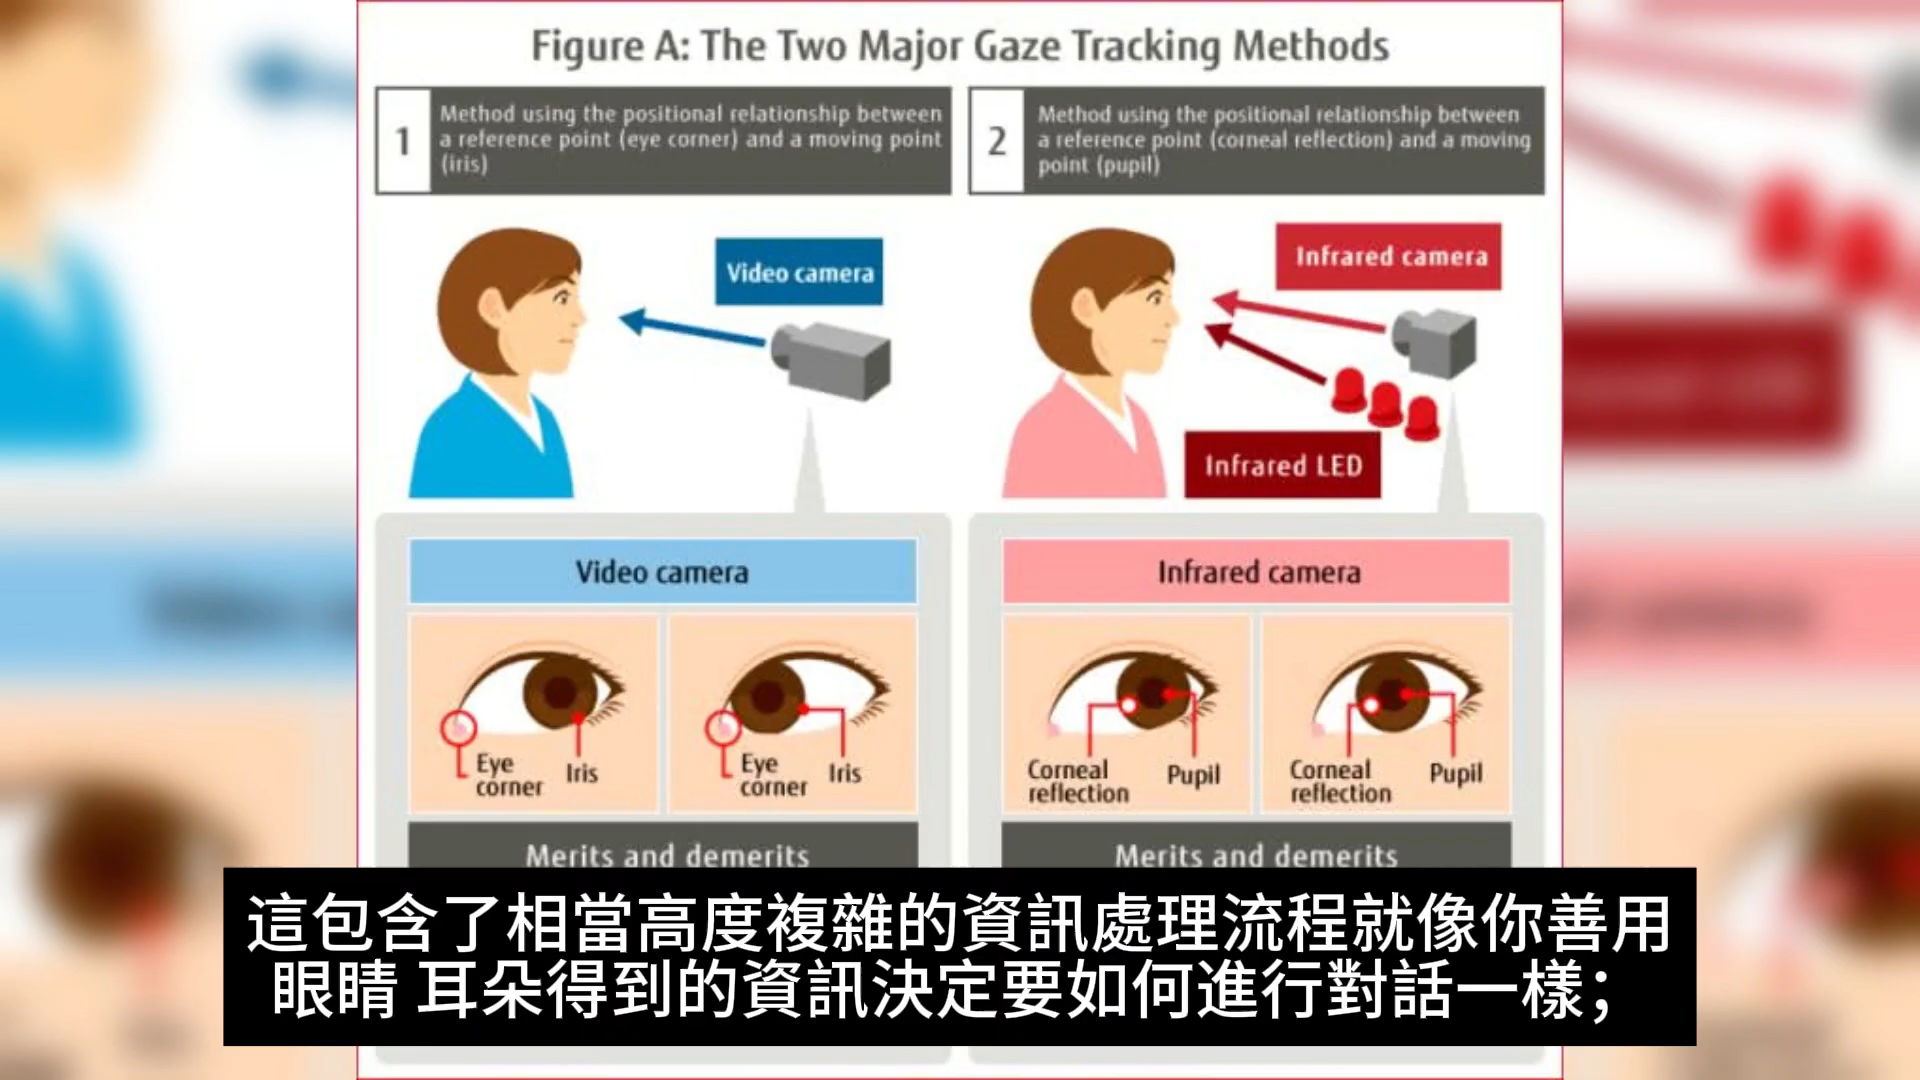 Figure A: The Two Major Gaze Tracking Methods
1
Method using the positional relationship between
a reference point (eye corner) and a moving point
(iris)
2
Method using the positional relationship between
a reference point (corneal reflection) and a moving
point (pupil)
Video camera
Infrared camera
Infrared LED
Video camera
Eye
corner
Iris
Eye
corner
Iris
Infrared camera
Corneal
reflection
Pupil
Corneal
reflection
Pupil
Merits and demerits
Merits and demerits
這包含了相當高度複雜的資訊處理流程就像你善用
眼睛 耳朵得到的資訊決定要如何進行對話一樣；